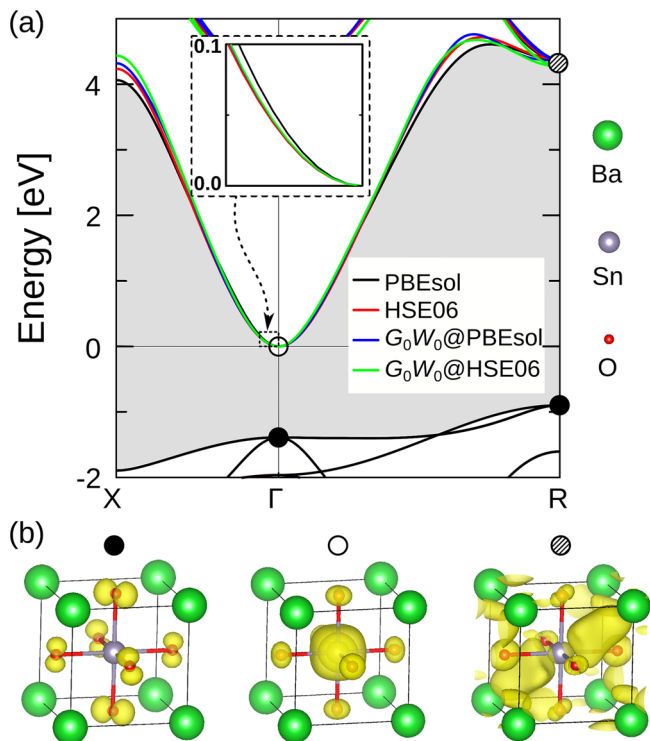 (a)
0.1
0.0
4
2
0
-2
Energy [eV]
X
Γ
R
PBEsol
HSE06
G₀W₀@PBEsol
G₀W₀@HSE06
Ba
Sn
O
(b)